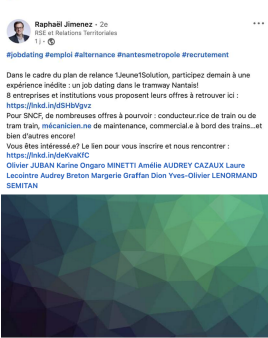 Raphaël Jimenez • 2e
RSE et Relations Territoriales
1 j •
#jobdating #emploi #alternance #nantesmetropole #recrutement
Dans le cadre du plan de relance 1Jeune1Solution, participez demain à une
expérience inédite : un job dating dans le tramway Nantais!
8 entreprises et institutions vous proposent leurs offres à retrouver ici :
https://lnkd.in/dSHbVgvz
Pour SNCF, de nombreuses offres à pourvoir : conducteur.rice de train ou de
tram train, mécanicien.ne de maintenance, commercial.e à bord des trains...et
bien d'autres encore!
Vous êtes intéressé.e? Le lien pour vous inscrire et nous rencontrer :
https://lnkd.in/deKvaKfC
Olivier JUBAN Karine Ongaro MINETTI Amélie AUDREY CAZAUX Laure
Lecointre Audrey Breton Margerie Graffan Dion Yves-Olivier LENORMAND
SEMITAN